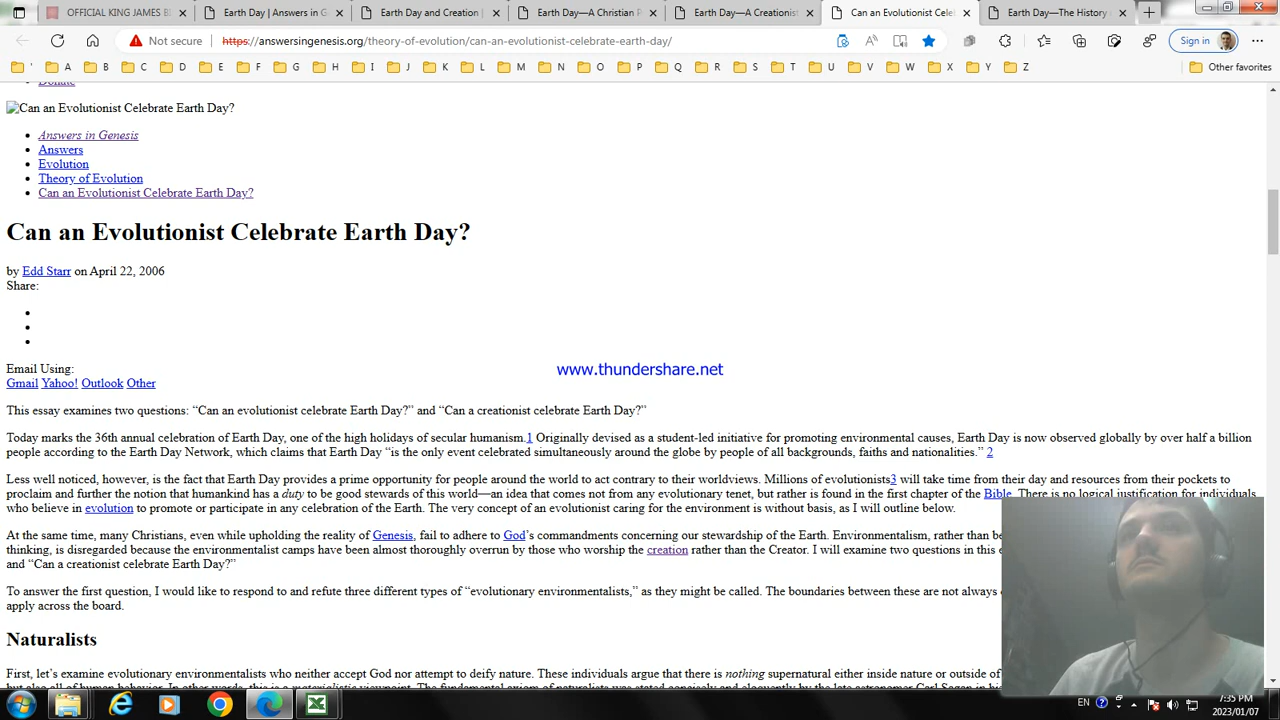 OFFICIAL KING JAMES BI
Earth Day | Answers in Ge
Earth Day and Creation |
Earth Day—A Christian P
Earth Day—A Creationist
Can an Evolutionist Cele
Earth Day—The History
Not secure
https://answersingenesis.org/theory-of-evolution/can-an-evolutionist-celebrate-earth-day/
Sign in
' A B C D E F G H I J K L M N O P Q R S T U V W X Y Z Other favorites
Donate
Can an Evolutionist Celebrate Earth Day?
Answers in Genesis
Answers
Evolution
Theory of Evolution
Can an Evolutionist Celebrate Earth Day?
Can an Evolutionist Celebrate Earth Day?
by Edd Starr on April 22, 2006
Share:
Email Using:
Gmail Yahoo! Outlook Other
www.thundershare.net
This essay examines two questions: “Can an evolutionist celebrate Earth Day?” and “Can a creationist celebrate Earth Day?”
Today marks the 36th annual celebration of Earth Day, one of the high holidays of secular humanism.1 Originally devised as a student-led initiative for promoting environmental causes, Earth Day is now observed globally by over half a billion
people according to the Earth Day Network, which claims that Earth Day “is the only event celebrated simultaneously around the globe by people of all backgrounds, faiths and nationalities.” 2
Less well noticed, however, is the fact that Earth Day provides a prime opportunity for people around the world to act contrary to their worldviews. Millions of evolutionists3 will take time from their day and resources from their pockets to
proclaim and further the notion that humankind has a duty to be good stewards of this world—an idea that comes not from any evolutionary tenet, but rather is found in the first chapter of the Bible. There is no logical justification for individuals
who believe in evolution to promote or participate in any celebration of the Earth. The very concept of an evolutionist caring for the environment is without basis, as I will outline below.
At the same time, many Christians, even while upholding the reality of Genesis, fail to adhere to God’s commandments concerning our stewardship of the Earth. Environmentalism, rather than be
thinking, is disregarded because the environmentalist camps have been almost thoroughly overrun by those who worship the creation rather than the Creator. I will examine two questions in this e
and “Can a creationist celebrate Earth Day?”
To answer the first question, I would like to respond to and refute three different types of “evolutionary environmentalists,” as they might be called. The boundaries between these are not always
apply across the board.
Naturalists
First, let’s examine evolutionary environmentalists who neither accept God nor attempt to deify nature. These individuals argue that there is nothing supernatural either inside nature or outside of
EN
7:35 PM
2023/01/07